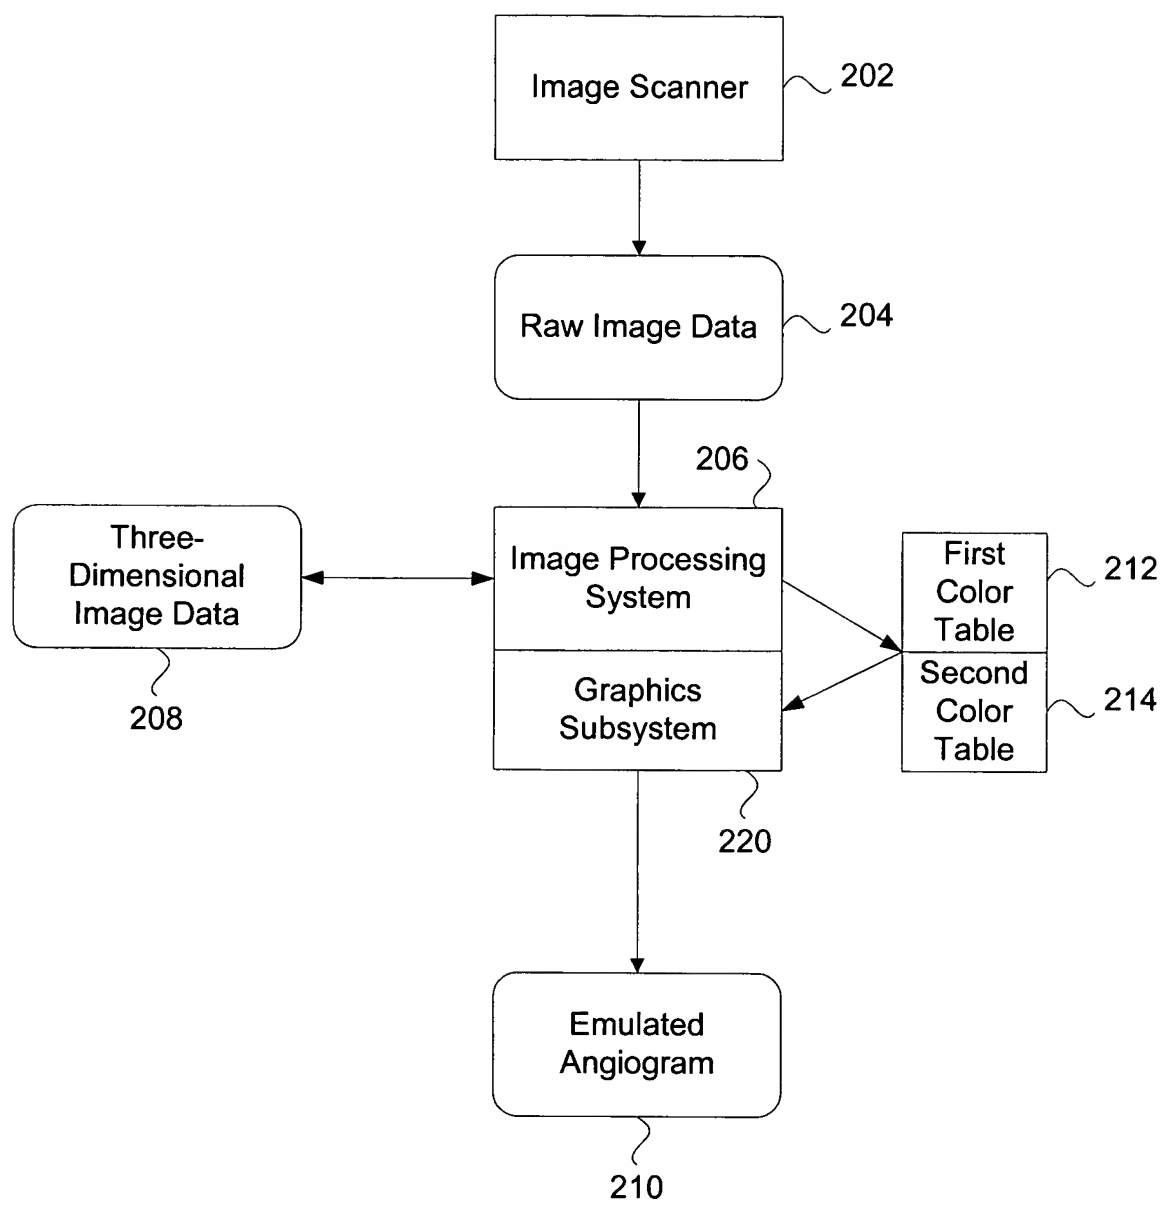 Image Scanner
202
Raw Image Data
204
206
Three-
Dimensional
Image Data
208
Image Processing
System
Graphics
Subsystem
220
First
Color
Table
212
Second
Color
Table
214
Emulated
Angiogram
210